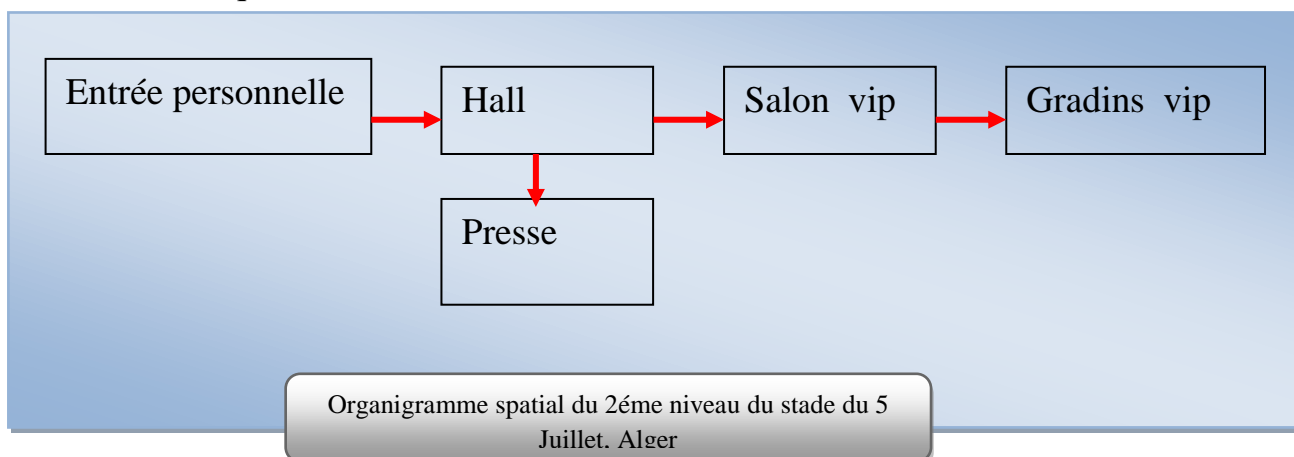 Entrée personnelle
Hall
Salon vip
Gradins vip
Presse
Organigramme spatial du 2éme niveau du stade du 5
Juillet, Alger